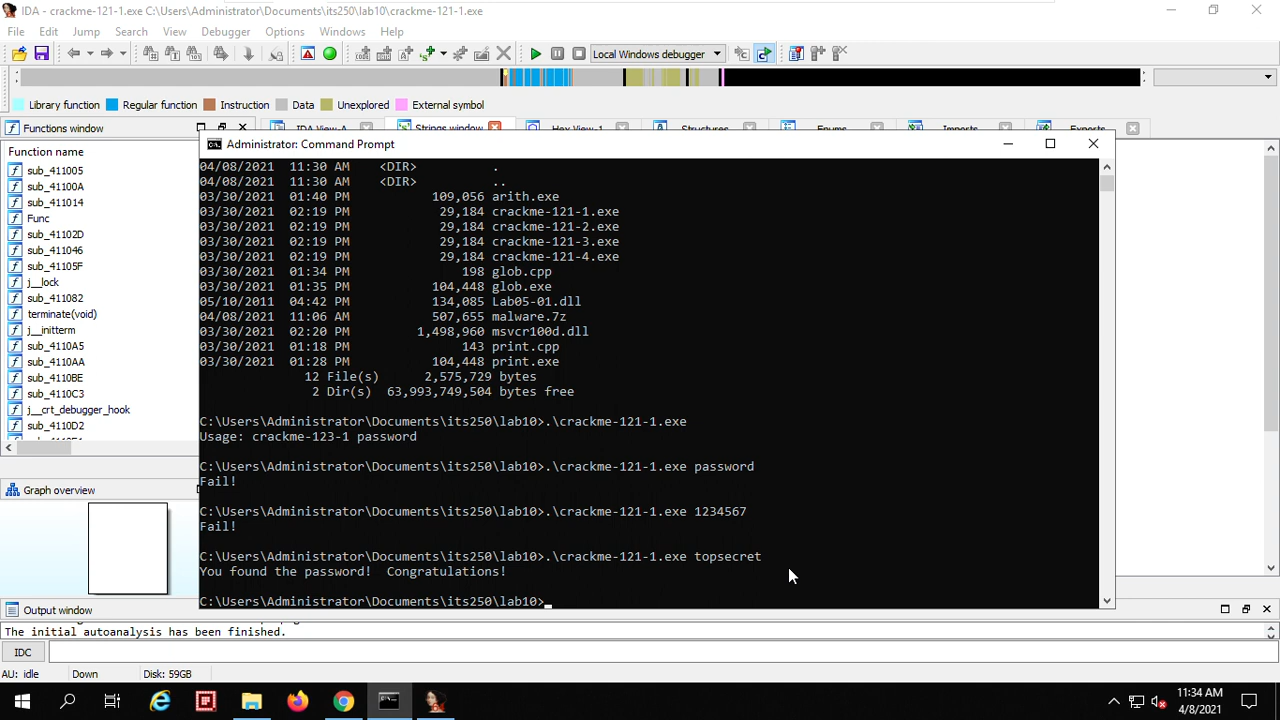 IDA - crackme-121-1.exe C:\Users\Administrator\Documents\its250\lab10\crackme-121-1.exe
File Edit Jump Search View Debugger Options Windows Help
Local Windows debugger
Library function Regular function Instruction Data Unexplored External symbol
Functions window
IDA View-A Strings window Hex View-1 Structures Enums Imports Exports
Function name
sub_411005
sub_41100A
sub_411014
Func
sub_41102D
sub_411046
sub_41105F
j__lock
sub_411082
terminate(void)
j__initterm
sub_4110A5
sub_4110AA
sub_4110BE
sub_4110C3
j__crt_debugger_hook
sub_4110D2
Graph overview
Administrator: Command Prompt
04/08/2021 11:30 AM <DIR> .
04/08/2021 11:30 AM <DIR> ..
03/30/2021 01:40 PM 109,056 arith.exe
03/30/2021 02:19 PM 29,184 crackme-121-1.exe
03/30/2021 02:19 PM 29,184 crackme-121-2.exe
03/30/2021 02:19 PM 29,184 crackme-121-3.exe
03/30/2021 02:19 PM 29,184 crackme-121-4.exe
03/30/2021 01:34 PM 198 glob.cpp
03/30/2021 01:35 PM 104,448 glob.exe
05/10/2011 04:42 PM 134,085 Lab05-01.dll
04/08/2021 11:06 AM 507,655 malware.7z
03/30/2021 02:20 PM 1,498,960 msvcr100d.dll
03/30/2021 01:18 PM 143 print.cpp
03/30/2021 01:28 PM 104,448 print.exe
12 File(s) 2,575,729 bytes
2 Dir(s) 63,993,749,504 bytes free
C:\Users\Administrator\Documents\its250\lab10>.\crackme-121-1.exe
Usage: crackme-123-1 password
C:\Users\Administrator\Documents\its250\lab10>.\crackme-121-1.exe password
Fail!
C:\Users\Administrator\Documents\its250\lab10>.\crackme-121-1.exe 1234567
Fail!
C:\Users\Administrator\Documents\its250\lab10>.\crackme-121-1.exe topsecret
You found the password!  Congratulations!
C:\Users\Administrator\Documents\its250\lab10>
Output window
The initial autoanalysis has been finished.
IDC
AU: idle Down Disk: 59GB
11:34 AM
4/8/2021